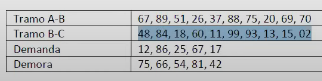 Tramo A-B 67, 89, 51, 26, 37, 88, 75, 20, 69, 70
Tramo B-C 48, 84, 18, 60, 11, 99, 93, 13, 15, 02
Demanda 12, 86, 25, 67, 17
Demora 75, 66, 54, 81, 42